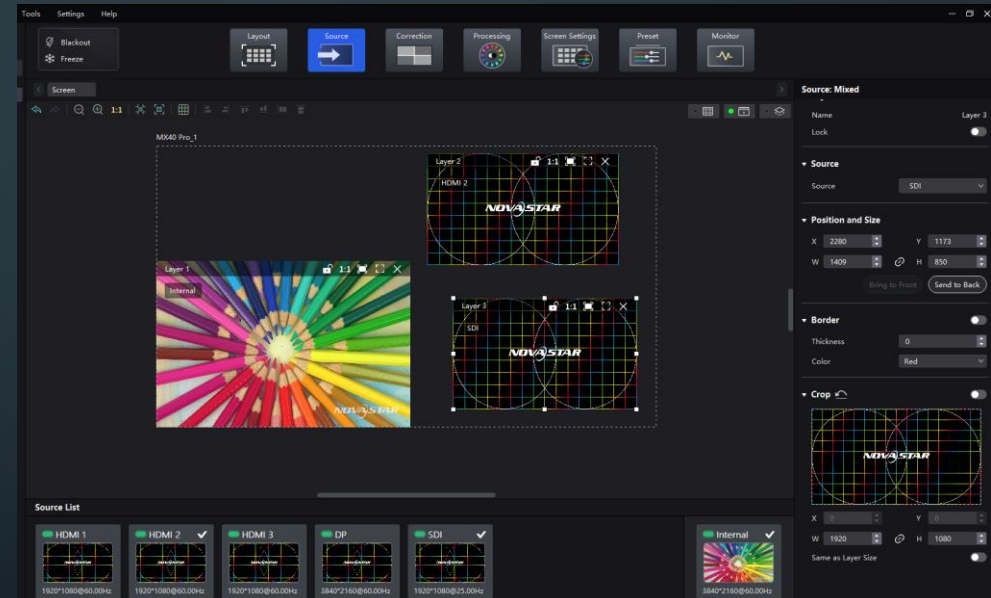 Tools Settings Help
Blackout
Freeze
Layout
Source
Correction
Processing
Screen Settings
Preset
Monitor
Screen
1:1
MX40 Pro_1
Layer 2 1:1
HDMI 2
NOVASTAR
Layer 1 1:1
Internal
NOVASTAR
Layer 3 1:1
SDI
NOVASTAR
Source List
HDMI 1
1920*1080@60.00Hz
HDMI 2
1920*1080@60.00Hz
HDMI 3
1920*1080@60.00Hz
DP
3840*2160@60.00Hz
SDI
1920*1080@25.00Hz
Internal
3840*2160@60.00Hz
Source: Mixed
Name Layer 3
Lock
Source
Source SDI
Position and Size
X 2280 Y 1173
W 1409 H 850
Bring to Front Send to Back
Border
Thickness 0
Color Red
Crop
NOVASTAR
X 0 Y 0
W 1920 H 1080
Same as Layer Size